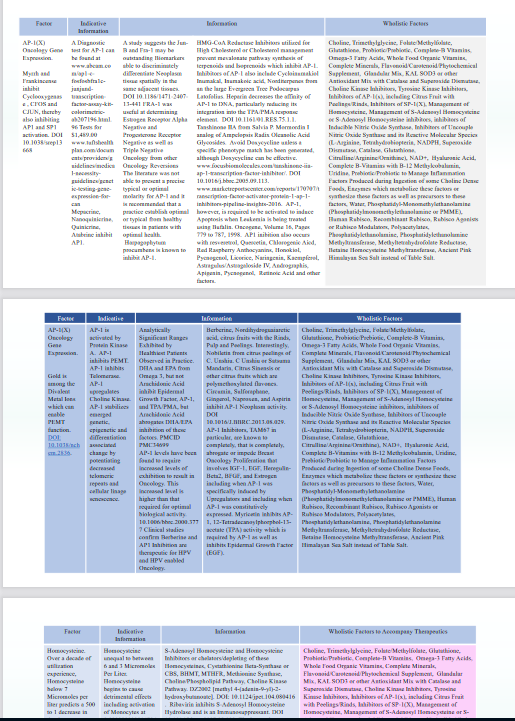 Factor
Indicative
Information
Information
Wholistic Factors
AP-1(X)
Oncology Gene
Expression.
Myrrh and
Frankincense
inhibit
Cyclooxygenas
e , CFOS and
CJUN, thereby
also inhibiting
AP1 and SP1
activation. DOI
10.1038/srep13
668
A Diagnostic
test for AP-1 can
be found at
www.abcam.co
m/ap1-c-
junjund-
transcription-
factor-assay-kit-
colorimetric-
ab207196.html.
96 Tests for
$1,469.00
www.tuftshealth
plan.com/docum
ents/providers/g
uidelines/medica
l-necessity-
guidelines/genet
ic-testing-gene-
expression-for-
all.
Mepacrine,
Nanoquinacrine,
Quinicrine,
Atabrine inhibit
AP1.
A study suggests the Jun-
B and Fra-1 may be
outstanding Biomarkers
able to discriminately
differentiate Neoplasm
tissue spatially in the
same adjacent tissues.
DOI 10.1186/1471-2407-
13-441 FRA-1 was
useful at determining
Estrogen Receptor Alpha
Negative and
Progesterone Receptor
Negative as well as
Triple Negative
Oncology from other
Oncology Reversions
The literature was not
able to present a precise
typical or optimal
molarity for AP-1 and it
is recommended that a
practice establish optimal
or typical from healthy
tissues in patients with
optimal health.
Harpagophytum
procumbens is known to
inhibit AP-1.
HMG-CoA Reductase Inhibitors utilized for
High Cholesterol or Cholesterol management
prevent mevalonate pathway synthesis of
terpenoids and Isoprenoids which inhibit AP-1.
Inhibitors of AP-1 also include
Inumakal, Inumakoic acid, Norditerpenes from
an the large Evergreen Tree Podocarpus
Latofolius. Heparin decreases the affinity of
AP-1 to DNA, particularly reducing its
integration into the TPA/PMA response
element. DOI 10.1161/01.RES.75.1.1.
Tanshinone IIA from Salvia P Mormordin I
analog of Ampelopsis Radix Oleanolic Acid
Glycosides. Avoid Doxycycline unless a
specific phenotype match has been generated,
although Doxycycline can be effective.
www.focusbiomolecules.com/tanshinone-iia-
ap-1-transcription-factor-inhibitor/. DOI
10.1016/j.bbrc.2005.09.113.
www.marketreportscenter.com/reports/170707/t
ranscription-factor-activator-protein-1-ap-1-
inhibitors-pipeline-insights-2016. AP-1,
however, is required to be activated to induce
Apoptosis when Leukemia is being treated
using Bufalin. Oncogene, Volume 16, Pages
779 to 787, 1998. AP1 inibition also occurs
with resveretrol, Quercetin, Chlorogenic Aicd,
Red Raspberry Anthocyanins, Honokiol,
Pycnogenol, Licorice, Naringenin, Kaempferol,
Astragulus/Astragaloside IV, Andrographis,
Apigenin, Pycnogenol. Retinoic Acid and other
factors.
Choline, Trimethylglycine, Folate/Methylfolate,
Glutathione, Probiotic/Prebiotic, Complete-B Vitamins,
Omega-3 Fatty Acids, Whole Food Organic Vitamins,
Complete Minerals, Flavonoid/Carotenoid/Phytochemical
Supplement, Glandular Mix, KAL SOD3 or other
Antioxidant Mix with Catalase and Superoxide Dismutase,
Choline Kinase Inhibitors, Tyrosine Kinase Inhibitors,
Inhibitors of AP-1(x), including Citrus Fruit with
Peelings/Rinds, Inhibitors of SP-1(X), Management of
Homocysteine, Management of S-Adenosyl Homocysteine
or S Adenosyl Homocysteine inhibitors, inhibitors of
Inducible Nitric Oxide Synthase, Inhibitors of Uncouple
Nitric Oxide Synthase and its Reactive Molecular Species
(L-Arginine, Tetrahydrobiopterin, NADPH, Superoxide
Dismutase, Catalase, Glutathione,
Citrulline/Arginine/Ornithine), NAD+, Hyaluronic Acid,
Complete B-Vitamins with B-12 Methylcobalamin, Uridine,
Prebiotic/Probiotic to Manage Inflammation Factors
Produced during Ingestion of some Choline Dense
Foods, Enzymes which metabolize these factors or
synthesize these as well as precursors to these
factors, Water, Phosphatidyl-Monomethylethanolamine
(Phosphatidylmonomethylethanolamine or PMME),
Human Rubisco, Recombinant Rubisco, Rubisco Agonists
or Rubisco Modulators, Polyacetylates,
Phosphatidylethanolamine, Phosphatidylethanolamine
Methyltransferase, Methyltetrahydrofolate Reductase,
Betaine Homocysteine Methyltransferase, Ancient Pink
Himalayan Sea Salt instead of Table Salt.
Factor
Indicative
Information
Wholistic Factors
AP-1(X)
Oncology
Gene
Expression.
Gold is
among the
Divalent
Metal Ions
which can
enable
PEMT
function.
DOI:
10.1038/nch
em.2836.
AP-1 is
activated by
Protein Kinase
A. AP-1
inhibits PEMT.
AP-1 inhibits
Telomerase.
AP-1
upregulates
Choline Kinase.
AP-1 stabilizes
emerged
genetic,
epigenetic and
differentiation
associated
change by
potentiating
decreased
telomeric
reports and
cellular Image
senescence.
Analytically
Significant Ranges
Exhibited by
Healthiest Patients
Observed in Practice.
DHA and EPA from
Omega 3, but not
Arachidonic Acid
inhibit Epidermal
Growth Factor, AP-1,
and TPA/PMA, but
Arachidonic Acid
abrogates DHA/EPA
inhibition of these
factors. PMCID
PMC34699
AP-1 levels have been
found to require
increased levels of
exhibition to result in
Oncology. This
increased level is
higher than that
required for optimal
biological activity.
10.1006/bbrc.2000.377
7 Clinical studies
confirm Berberine and
AP1 Inhibition are
therapeutic for HPV
and HPV enabled
Oncology.
Berberine, Nordihydroguaiaretic
acid, citrus fruits with the Rinds,
Pulp and Peelings. Interestingly,
Nobiletin from citrus peelings of
C. Unshiu. C Unshiu or Satsuma
Mandarin, Citrus Sinensis or
other citrus fruits which are
polymethylated flavones.
Circumin, Sulforaphane,
Gingerol, Naproxen, and Aspirin
inhibit AP-1 Neoplasm activity.
DOI
10.1016/J.BBRC.2013.08.029.
AP-1 Inhibitors, TAM67 in
particular, are known to
completely, that is completely,
abrogate or impede Breast
Oncology Proliferation that
involves IGF-1, EGF, Heregulin-
Beta2, BFGF, and Estrogen
including when AP-1 was
specifically induced by
Upregulators and including when
AP-1 was constitutively
expressed. Myricetin inhibits AP-
1, 12-Tetradecanoylphorphol-13-
acetate (TPA) activity which is
required by AP-1 as well as
inhibits Epidermal Growth Factor
(EGF).
Choline, Trimethylglycine, Folate/Methylfolate,
Glutathione, Probiotic/Prebiotic, Complete-B Vitamins,
Omega-3 Fatty Acids, Whole Food Organic Vitamins,
Complete Minerals, Flavonoid/Carotenoid/Phytochemical
Supplement, Glandular Mix, KAL SOD3 or other
Antioxidant Mix with Catalase and Superoxide Dismutase,
Choline Kinase Inhibitors, Tyrosine Kinase Inhibitors,
Inhibitors of AP-1(x), including Citrus Fruit with
Peelings/Rinds, Inhibitors of SP-1(X), Management of
Homocysteine, Management of S-Adenosyl Homocysteine
or S-Adenosyl Homocysteine inhibitors, inhibitors of
Inducible Nitric Oxide Synthase, Inhibitors of Uncouple
Nitric Oxide Synthase and its Reactive Molecular Species (L-
Arginine, Tetrahydrobiopterin, NADPH, Superoxide
Dismutase, Catalase, Glutathione,
(Citrulline/Arginine/Ornithine), NAD+, Hyaluronic Acid,
Complete B-Vitamins with B-12 Methylcobalamin, Uridine,
Prebiotic/Probiotic to Manage Inflammation Factors
Produced During Ingestion of some Choline Dense Foods,
Enzymes which metabolize these factors or synthesize these
factors as well as precursors to these factors, Water,
Phosphatidyl-Monomethylethanolamine
(Phosphatidylmonomethylethanolamine or PMME), Human
Rubisco, Recombinant Rubisco, Rubisco Agonists or
Rubisco Modulators, Polyacetylates,
Phosphatidylethanolamine, Phosphatidylethanolamine
Methyltransferase, Methyltetrahydrofolate Reductase,
Betaine Homocysteine Methyltransferase, Ancient Pink
Himalayan Sea Salt instead of Table Salt.
Factor
Indicative
Information
Information
Wholistic Factors to Accompany Therapeutics
Homocysteine.
Over a decade of
utilization
experience,
Homocysteine
below 7
Micromoles per
liter predicts a 500
to 1 decrease in
Homocysteine
unequal to between
6 and 3 Micromoles
Per Liter.
Homocysteine
begins to cause
detrimental effects
including activation
of Monocytes at
S-Adenosyl Homocysteine and Homocysteine
Inhibitors or chelators/depleting of these
Homocysteines, Cystathionine Beta-Synthase or
CBS, BHMT, MTHFR, Methionine Synthase,
Choline/Phospholipid Pathway, Choline Kinase
Pathway. DZ2002 [methyl 4-(adenin-9-yl)-2-
hydroxybutanoate], DOI: 10.1124/jpet.104.080416
. Ribavirin inhibits S-Adenosyl Homocysteine
Hydrolase and is an Immunosuppressant. DOI
Choline, Trimethylglycine, Folate/Methylfolate, Glutathione,
Probiotic/Prebiotic, Complete-B Vitamins, Omega-3 Fatty Acids,
Whole Food Organic Vitamins, Complete Minerals,
Flavonoid/Carotenoid/Phytochemical Supplement, Glandular
Mix, KAL SOD3 or other Antioxidant Mix with Catalase and
Superoxide Dismutase, Choline Kinase Inhibitors, Tyrosine
Kinase Inhibitors, Inhibitors of AP-1(x), including Citrus Fruit
with Peelings/Rinds, Inhibitors of SP-1(X), Management of
Homocysteine, Management of S-Adenosyl Homocysteine or S-